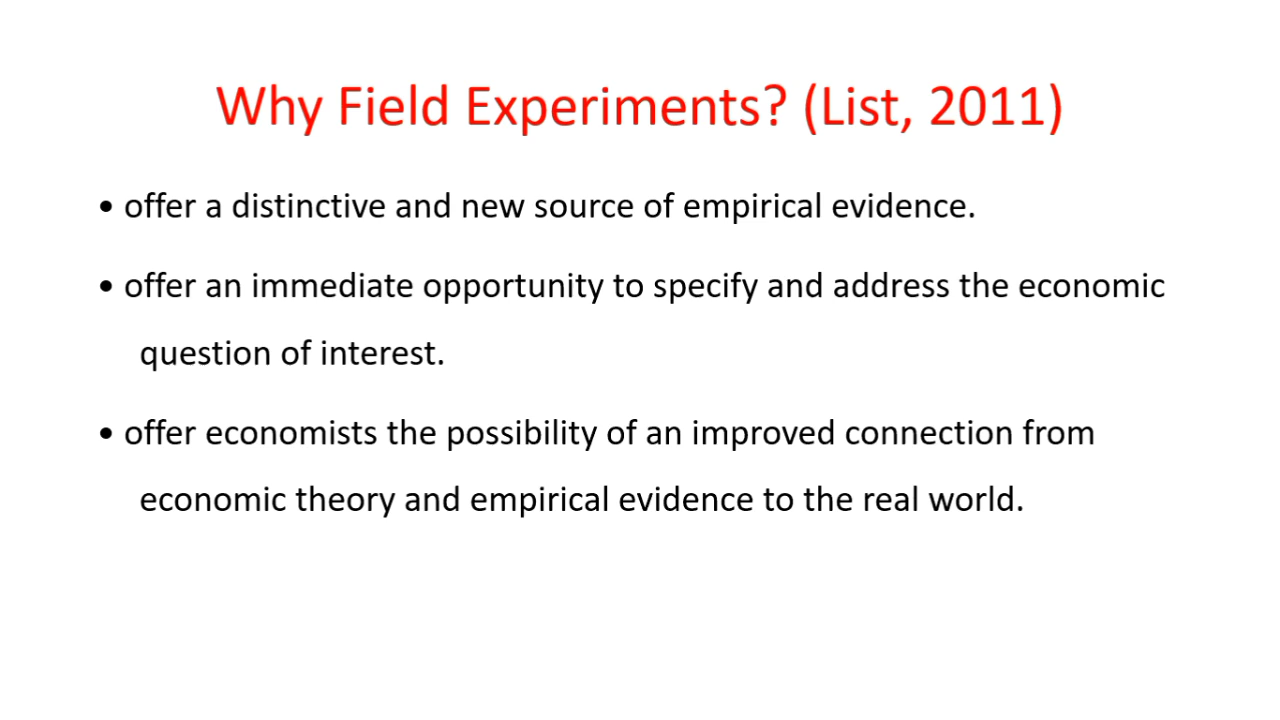 Why Field Experiments? (List, 2011)
• offer a distinctive and new source of empirical evidence.
• offer an immediate opportunity to specify and address the economic
question of interest.
• offer economists the possibility of an improved connection from
economic theory and empirical evidence to the real world.